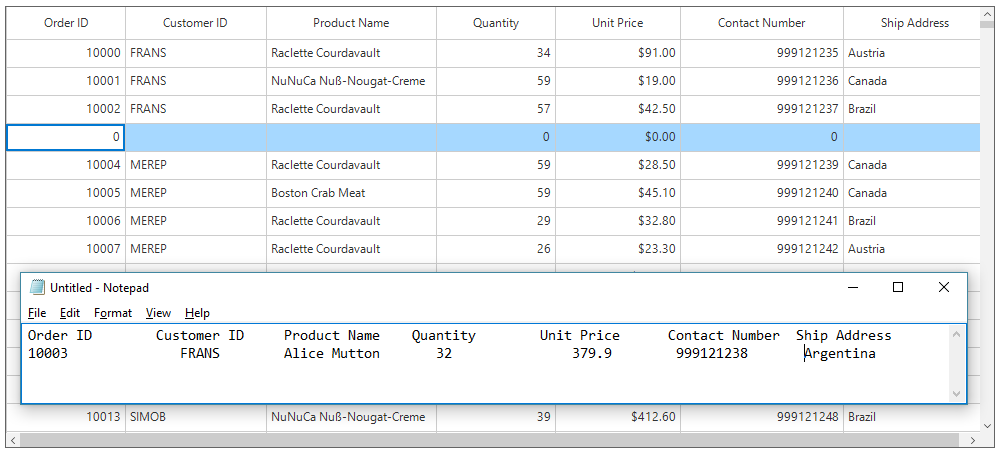 Order ID Customer ID Product Name Quantity Unit Price Contact Number Ship Address
10000 FRANS Raclette Courdavault 34 $91.00 999121235 Austria
10001 FRANS NuNuCa Nuß-Nougat-Creme 59 $19.00 999121236 Canada
10002 FRANS Raclette Courdavault 57 $42.50 999121237 Brazil
0 0 $0.00 0
10004 MEREP Raclette Courdavault 59 $28.50 999121239 Canada
10005 MEREP Boston Crab Meat 59 $45.10 999121240 Canada
10006 MEREP Raclette Courdavault 29 $32.80 999121241 Brazil
10007 MEREP Raclette Courdavault 26 $23.30 999121242 Austria
Untitled - Notepad
File Edit Format View Help
Order ID Customer ID Product Name Quantity Unit Price Contact Number Ship Address
10003 FRANS Alice Mutton 32 379.9 999121238 Argentina
10013 SIMOB NuNuCa Nuß-Nougat-Creme 39 $412.60 999121248 Brazil